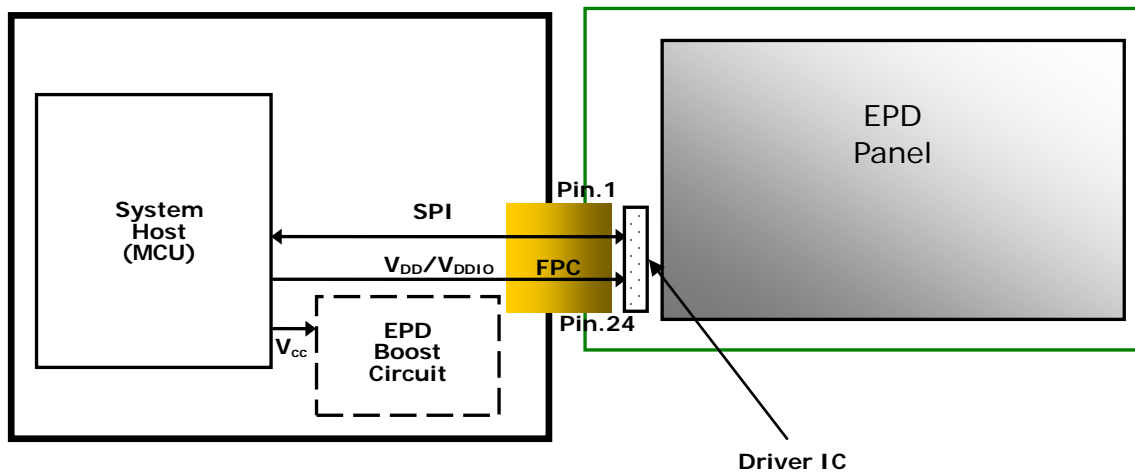 EPD
Panel
Pin.1
System
Host
(MCU)
SPI
VDD/VDDIO
FPC
Pin.24
EPD
Boost
Circuit
Vcc
Driver IC